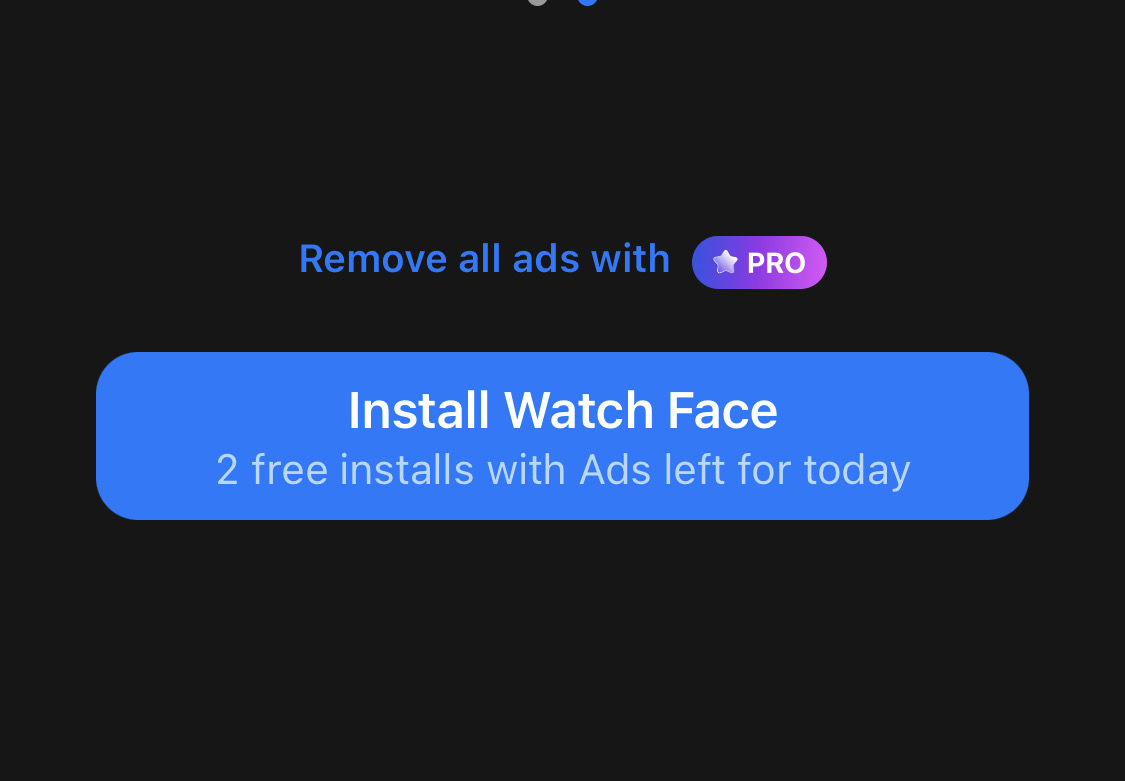 Remove all ads with PRO
Install Watch Face
2 free installs with Ads left for today